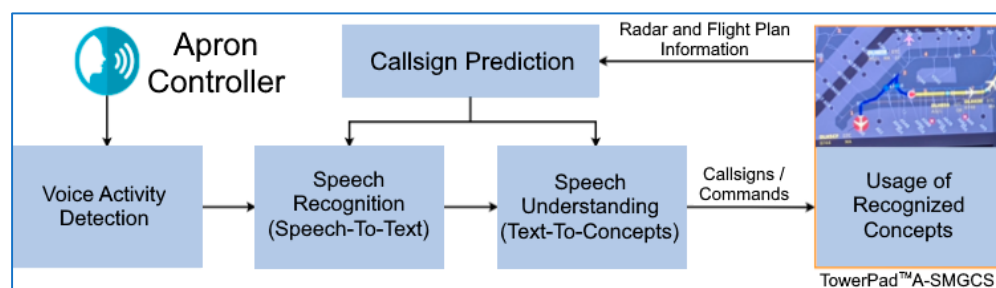 Apron
Controller
Callsign Prediction
Radar and Flight Plan
Information
Voice Activity
Detection
Speech
Recognition
(Speech-To-Text)
Speech
Understanding
(Text-To-Concepts)
Callsigns /
Commands
Usage of
Recognized
Concepts
TowerPad™A-SMGCS